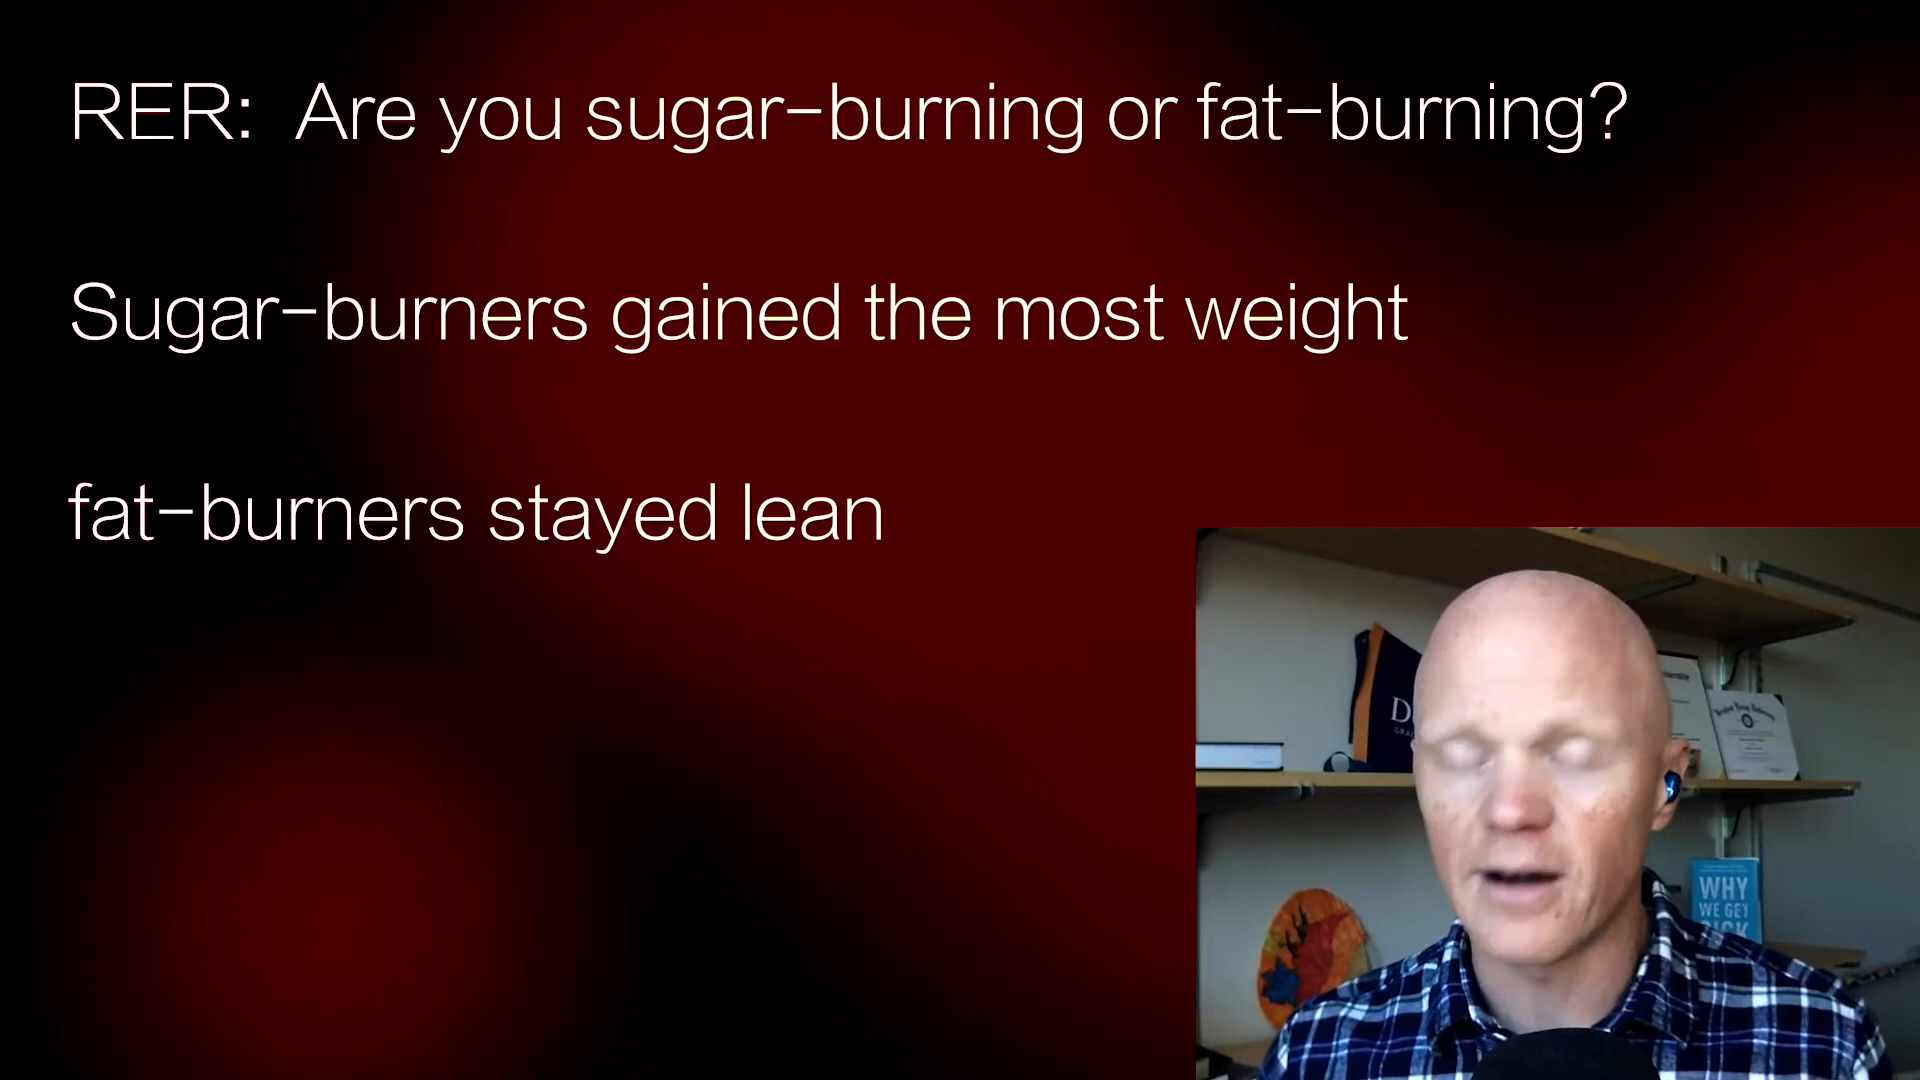 RER: Are you sugar-burning or fat-burning?
Sugar-burners gained the most weight
fat-burners stayed lean
WHY
WE GET